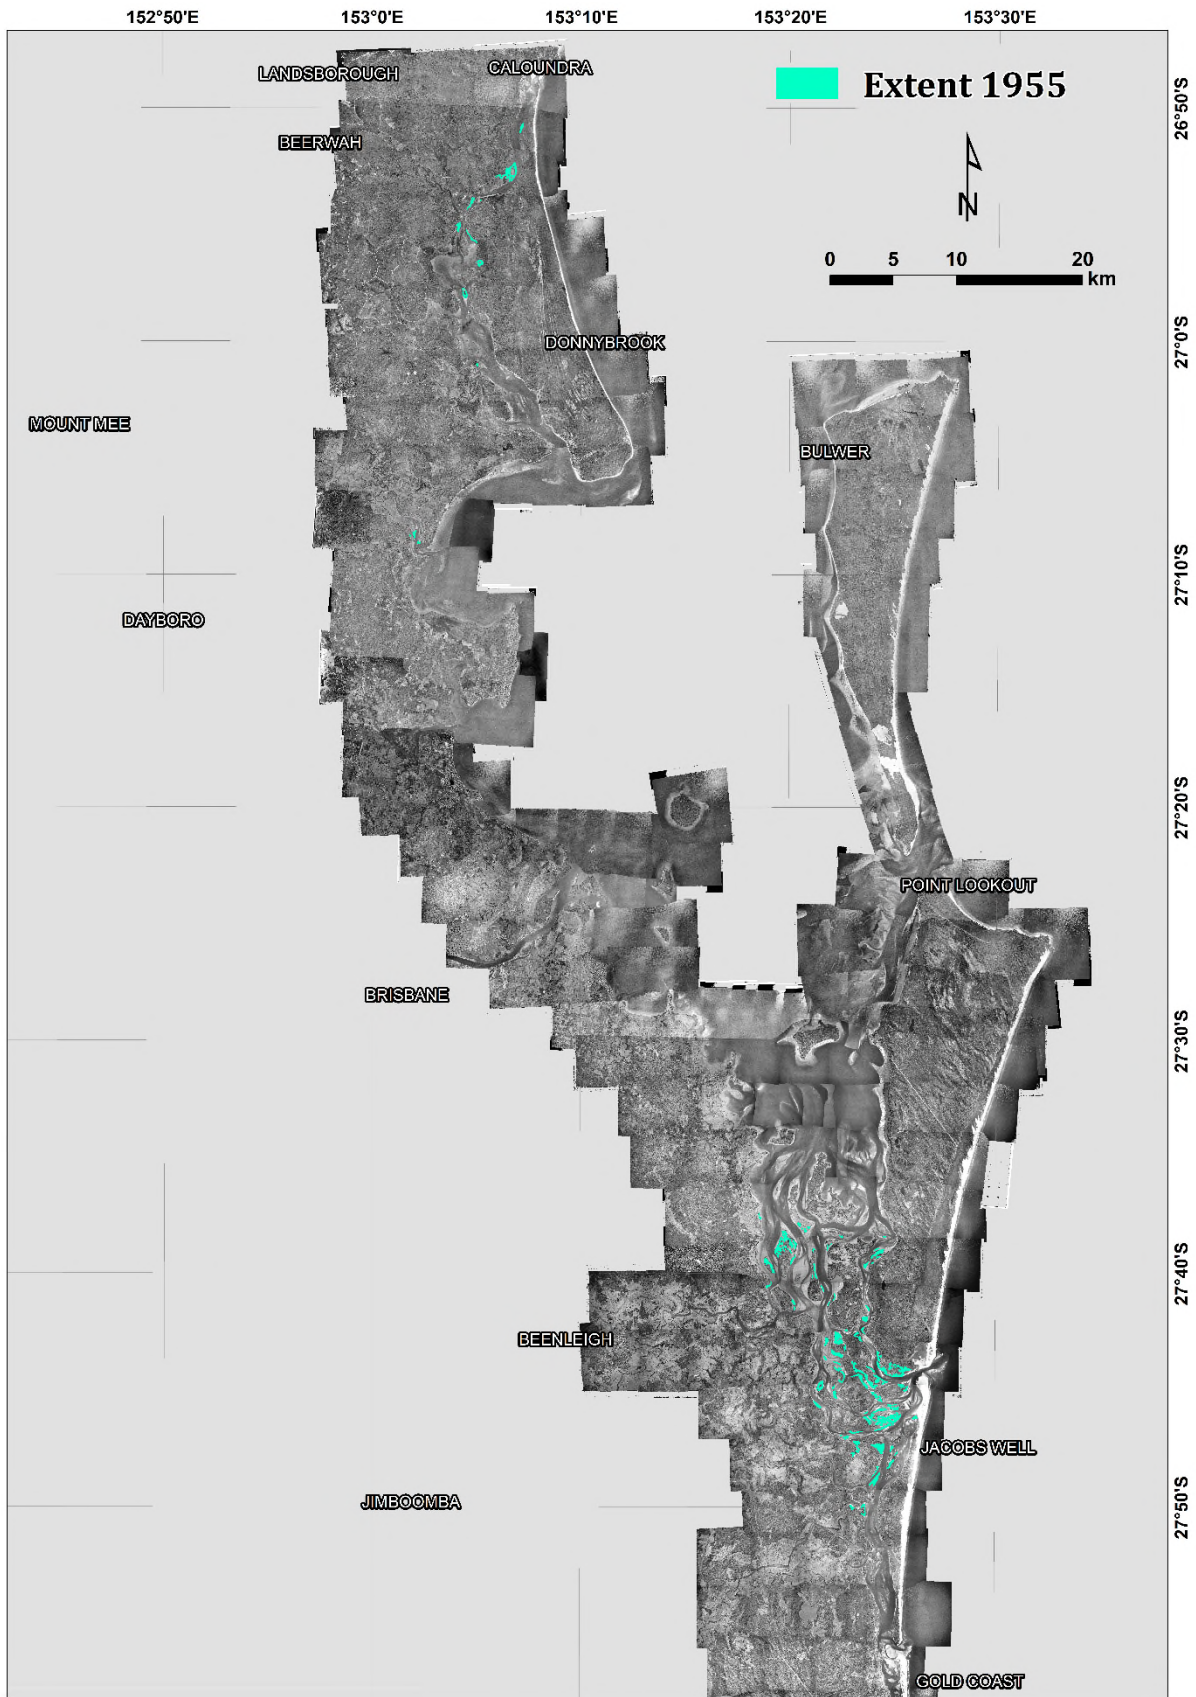 152°50'E 153°0'E 153°10'E 153°20'E 153°30'E
LANDSBOROUGH
CALOUNDRA
Extent 1955
26°50'S
BEERWAH
N
0 5 10 20
km
27°0'S
DONNYBROOK
MOUNT MEE
BULWER
27°10'S
DAYBORO
27°20'S
POINT LOOKOUT
BRISBANE
27°30'S
27°40'S
BEENLEIGH
JACOBS WELL
JIMBOOMBA
27°50'S
GOLD COAST